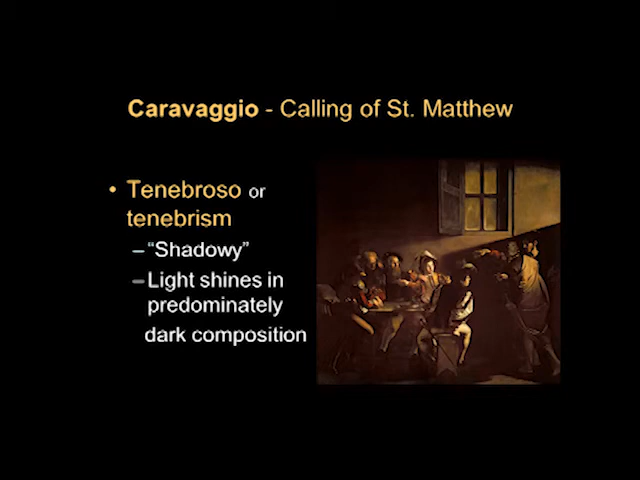 Caravaggio - Calling of St. Matthew
• Tenebroso or
tenebrism
– “Shadowy”
– Light shines in
predominately
dark composition